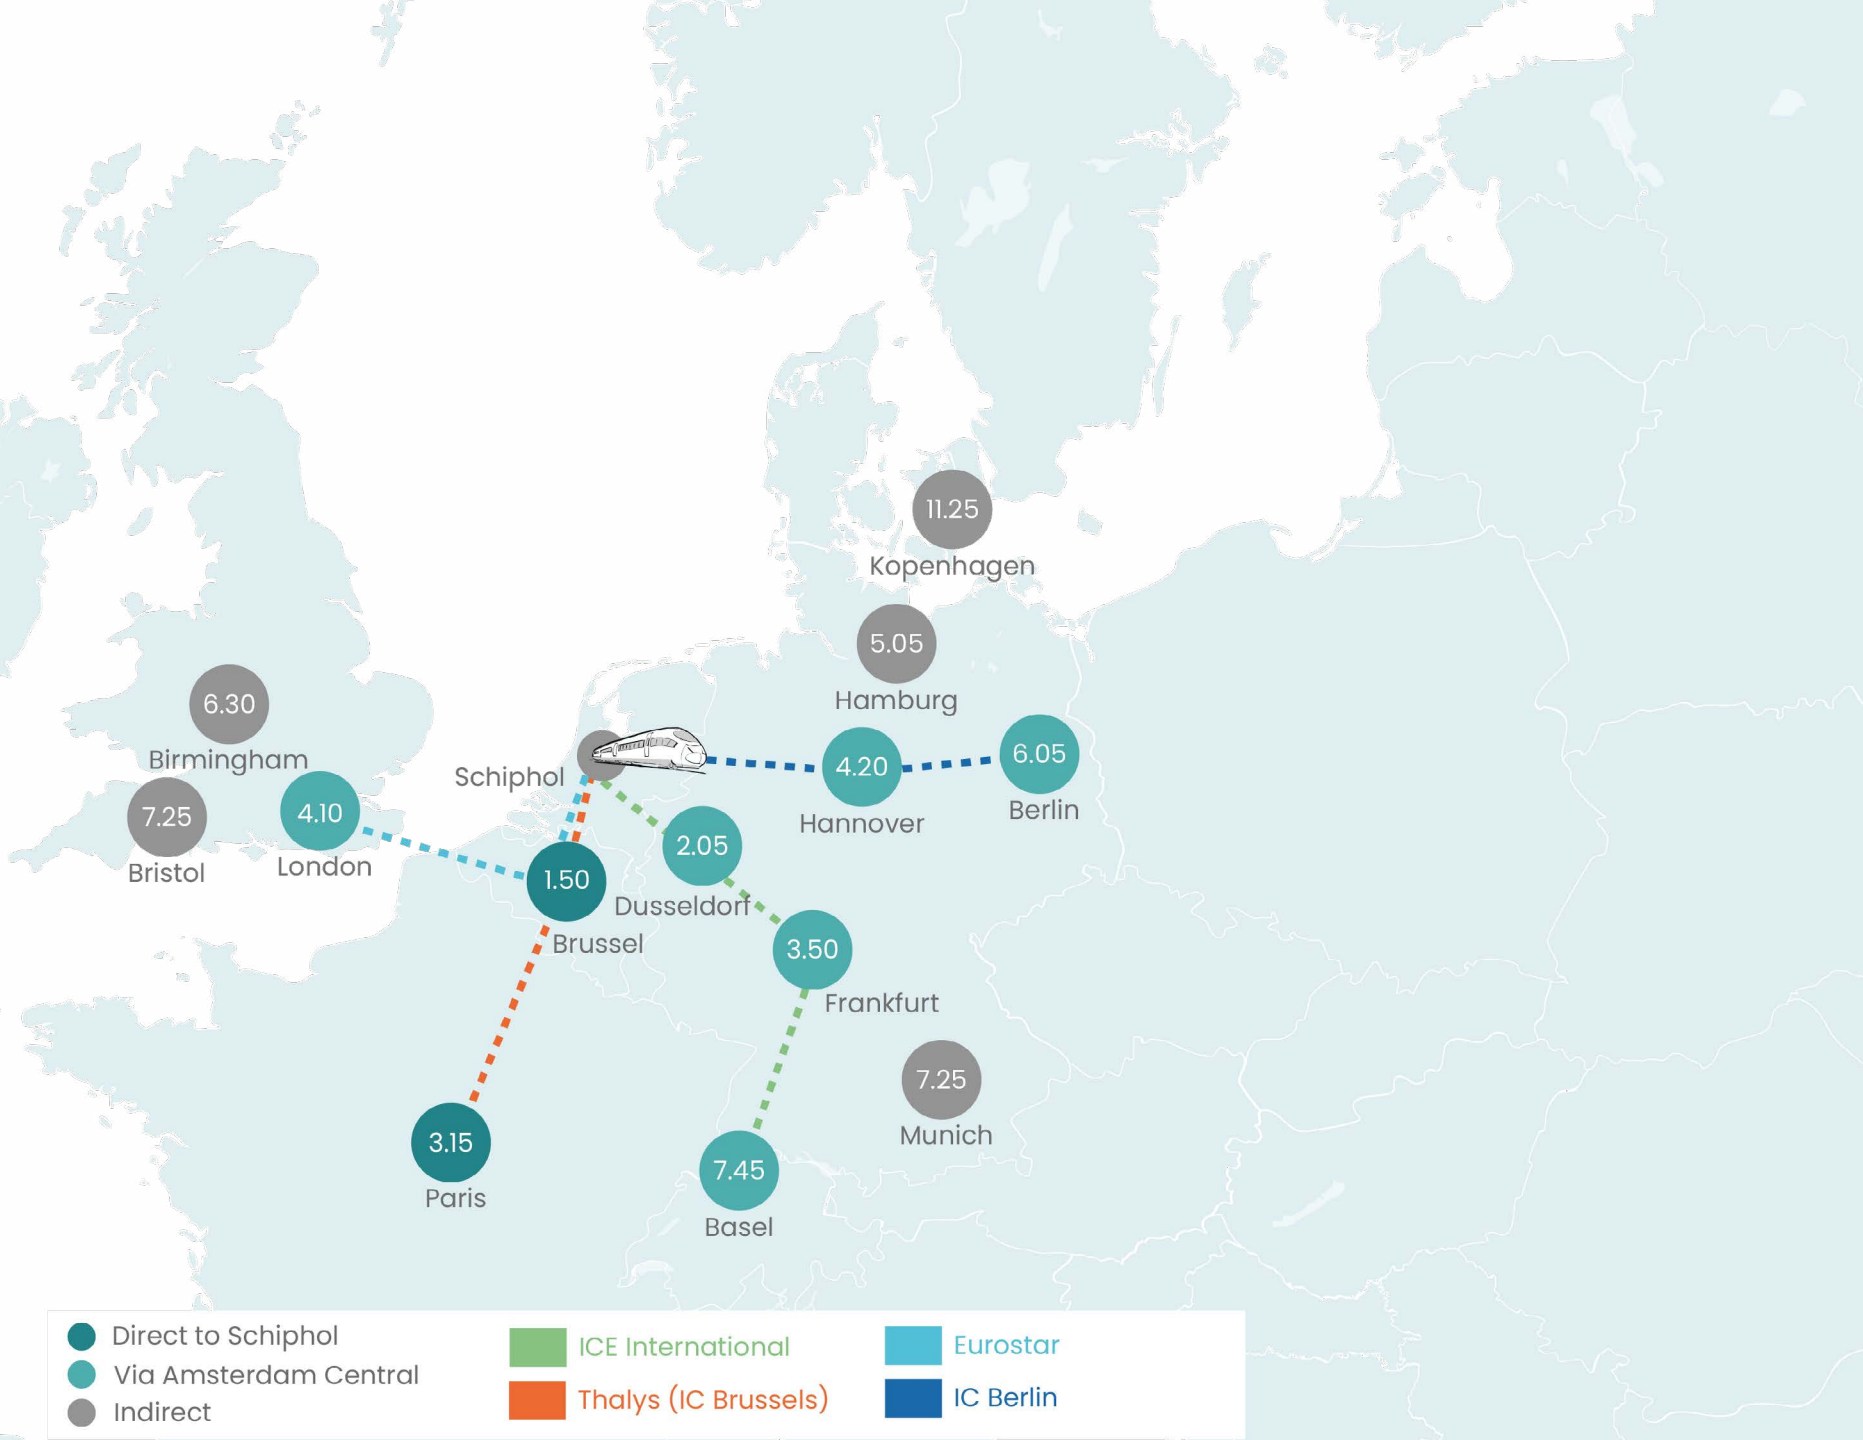 11.25
Kopenhagen
5.05
Hamburg
6.30
Birmingham
Schiphol
4.20
Hannover
6.05
Berlin
7.25
Bristol
4.10
London
2.05
Dusseldorf
1.50
Brussel
3.50
Frankfurt
7.25
Munich
3.15
Paris
7.45
Basel
Direct to Schiphol
Via Amsterdam Central
Indirect
ICE International
Thalys (IC Brussels)
Eurostar
IC Berlin